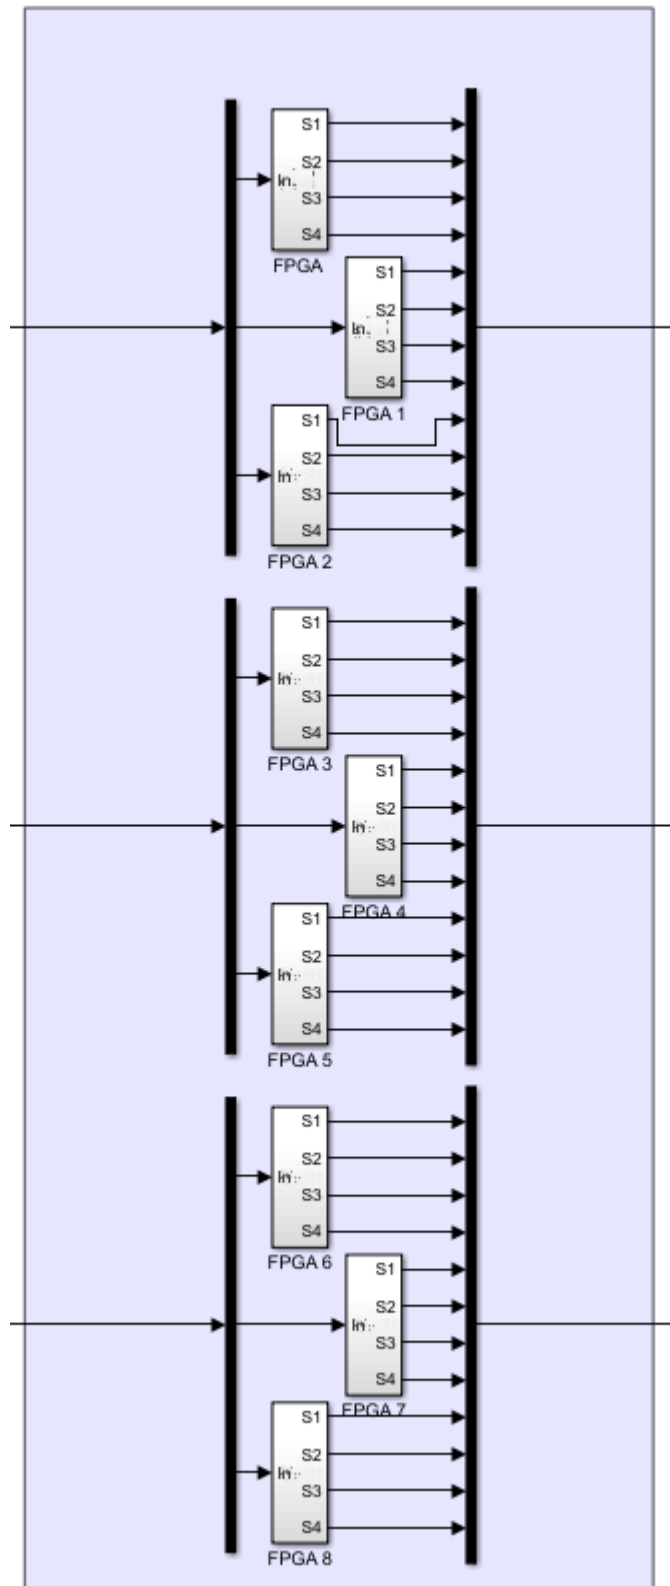 S1
S2
In
S3
S4
FPGA
S1
S2
In
S3
S4
FPGA 1
S1
S2
In
S3
S4
FPGA 2
S1
S2
In
S3
S4
FPGA 3
S1
S2
In
S3
S4
FPGA 4
S1
S2
In
S3
S4
FPGA 5
S1
S2
In
S3
S4
FPGA 6
S1
S2
In
S3
S4
FPGA 7
S1
S2
In
S3
S4
FPGA 8